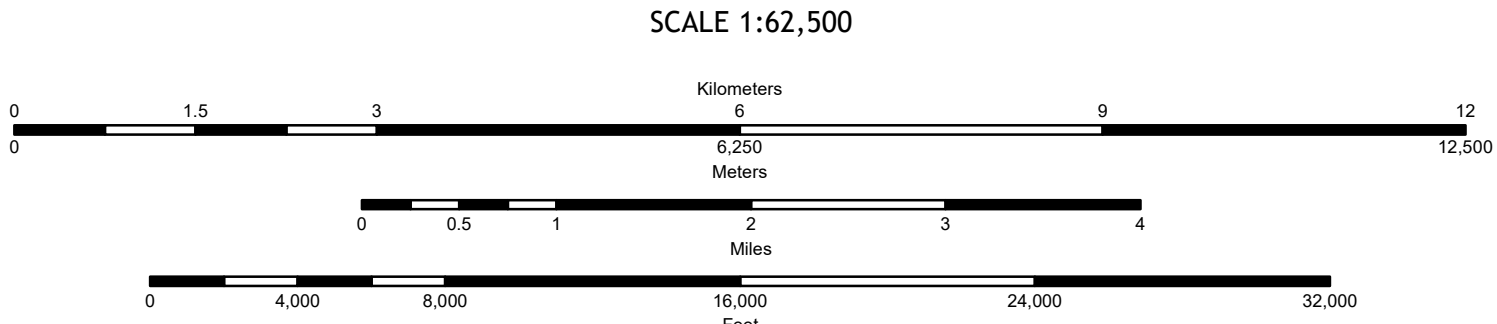 SCALE 1:62,500
Kilometers
0 1.5 3 6 9 12
0 6,250 12,500
Meters
0 0.5 1 2 3 4
Miles
0 4,000 8,000 16,000 24,000 32,000
Feet